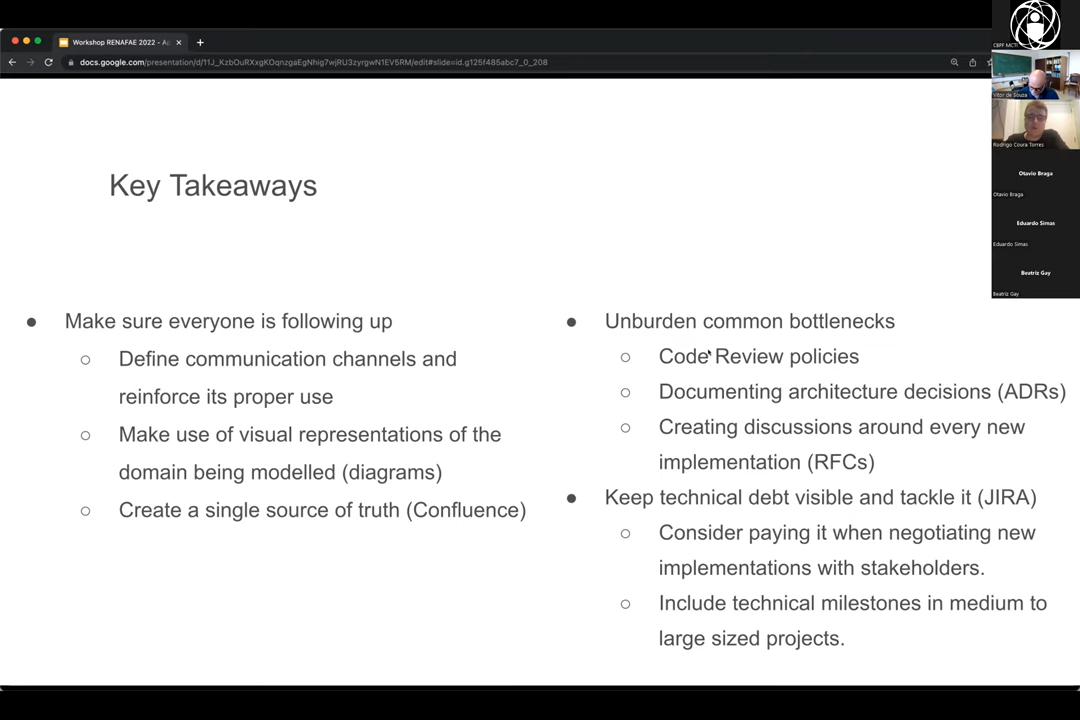 Workshop RENAFAE 2022 - Ap
docs.google.com/presentation/d/11J_KzbOuRXxgKOqnzgaEgNhig7wjRU3zyrgwN1EV5RM/edit#slide=id.g125f485abc7_0_208
Key Takeaways
● Make sure everyone is following up
○ Define communication channels and
reinforce its proper use
○ Make use of visual representations of the
domain being modelled (diagrams)
○ Create a single source of truth (Confluence)
● Unburden common bottlenecks
○ Code Review policies
○ Documenting architecture decisions (ADRs)
○ Creating discussions around every new
implementation (RFCs)
● Keep technical debt visible and tackle it (JIRA)
○ Consider paying it when negotiating new
implementations with stakeholders.
○ Include technical milestones in medium to
large sized projects.
CBPF MCTI
Vitor de Souza
Rodrigo Coura Torres
Otavio Braga
Otavio Braga
Eduardo Simas
Eduardo Simas
Beatriz Gay
Beatriz Gay